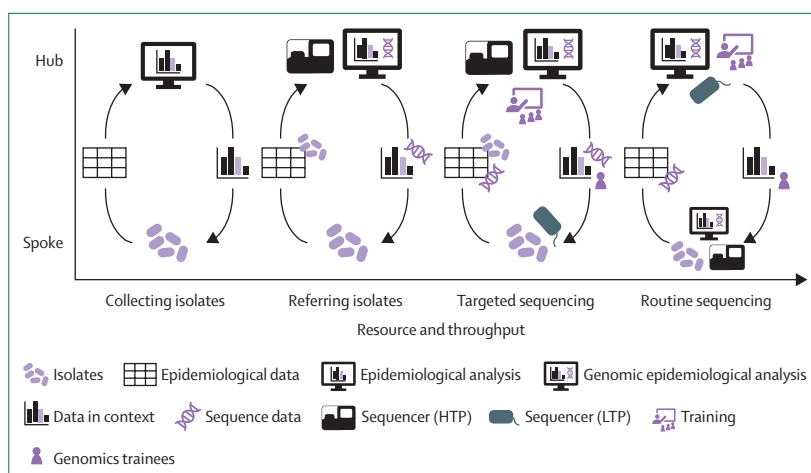 Hub
Spoke
Collecting isolates
Referring isolates
Targeted sequencing
Routine sequencing
Resource and throughput
Isolates
Epidemiological data
Epidemiological analysis
Genomic epidemiological analysis
Data in context
Sequence data
Sequencer (HTP)
Sequencer (LTP)
Training
Genomics trainees